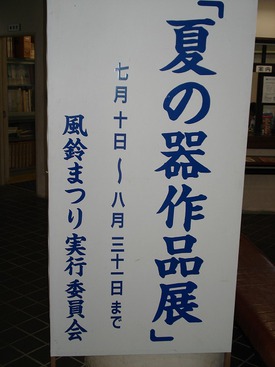 「夏の器作品展」
七月十日～八月三十一日まで
風鈴まつり実行委員会